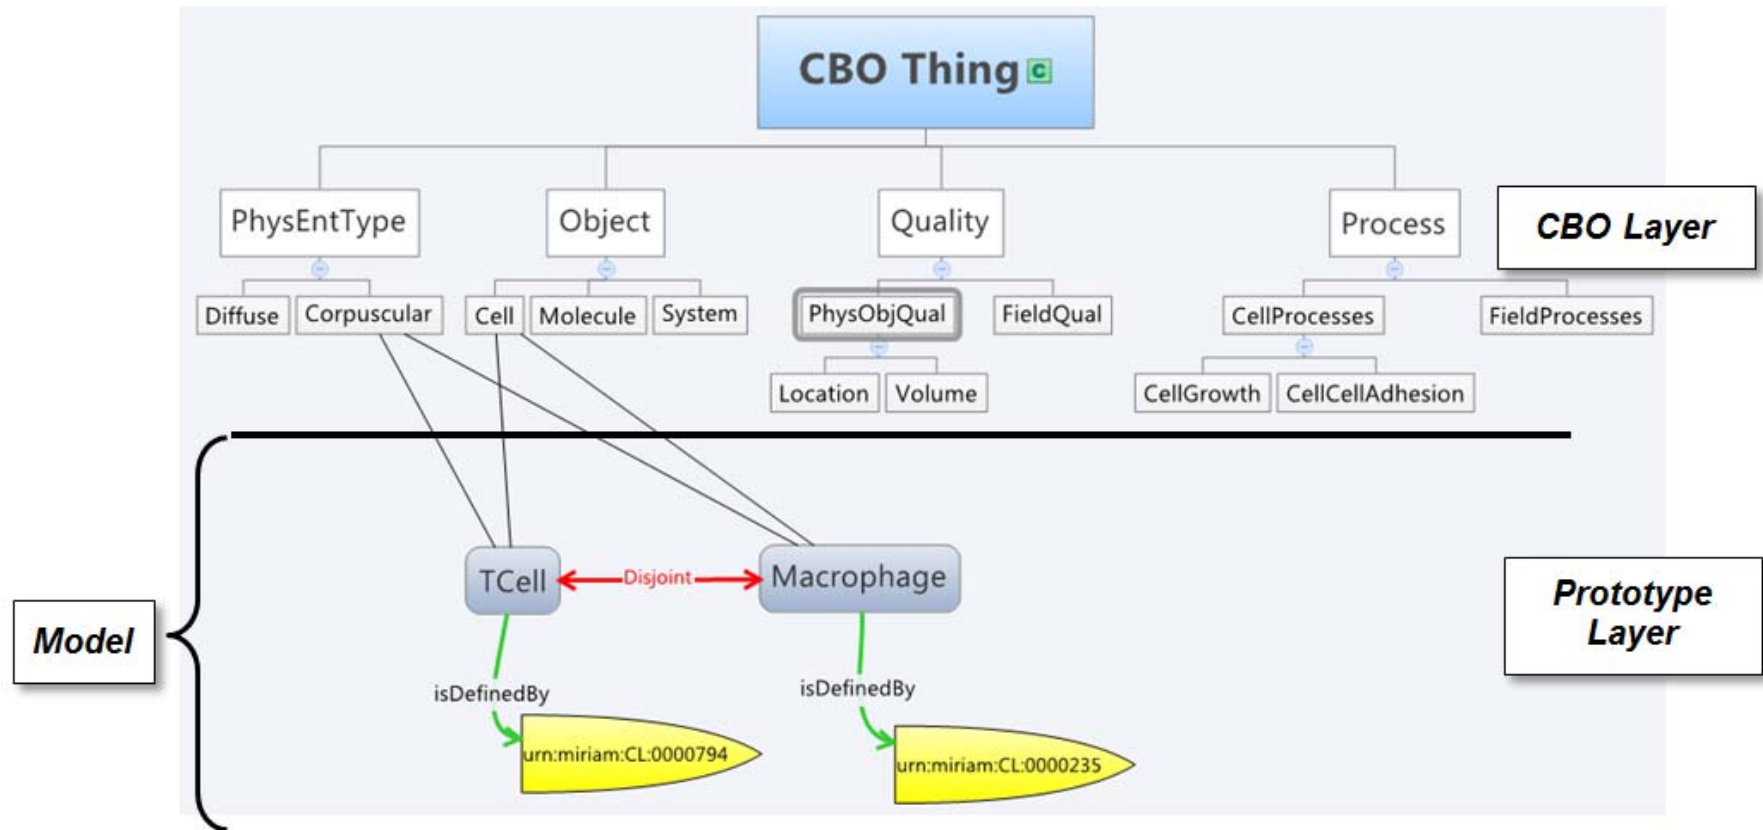 CBO Thing C
PhysEntType
Object
Quality
Process
CBO Layer
Diffuse
Corpuscular
Cell
Molecule
System
PhysObjQual
FieldQual
CellProcesses
FieldProcesses
Location
Volume
CellGrowth
CellCellAdhesion
Model
TCell
Disjoint
Macrophage
Prototype
Layer
isDefinedBy
isDefinedBy
urn:miriam:CL:0000794
urn:miriam:CL:0000235